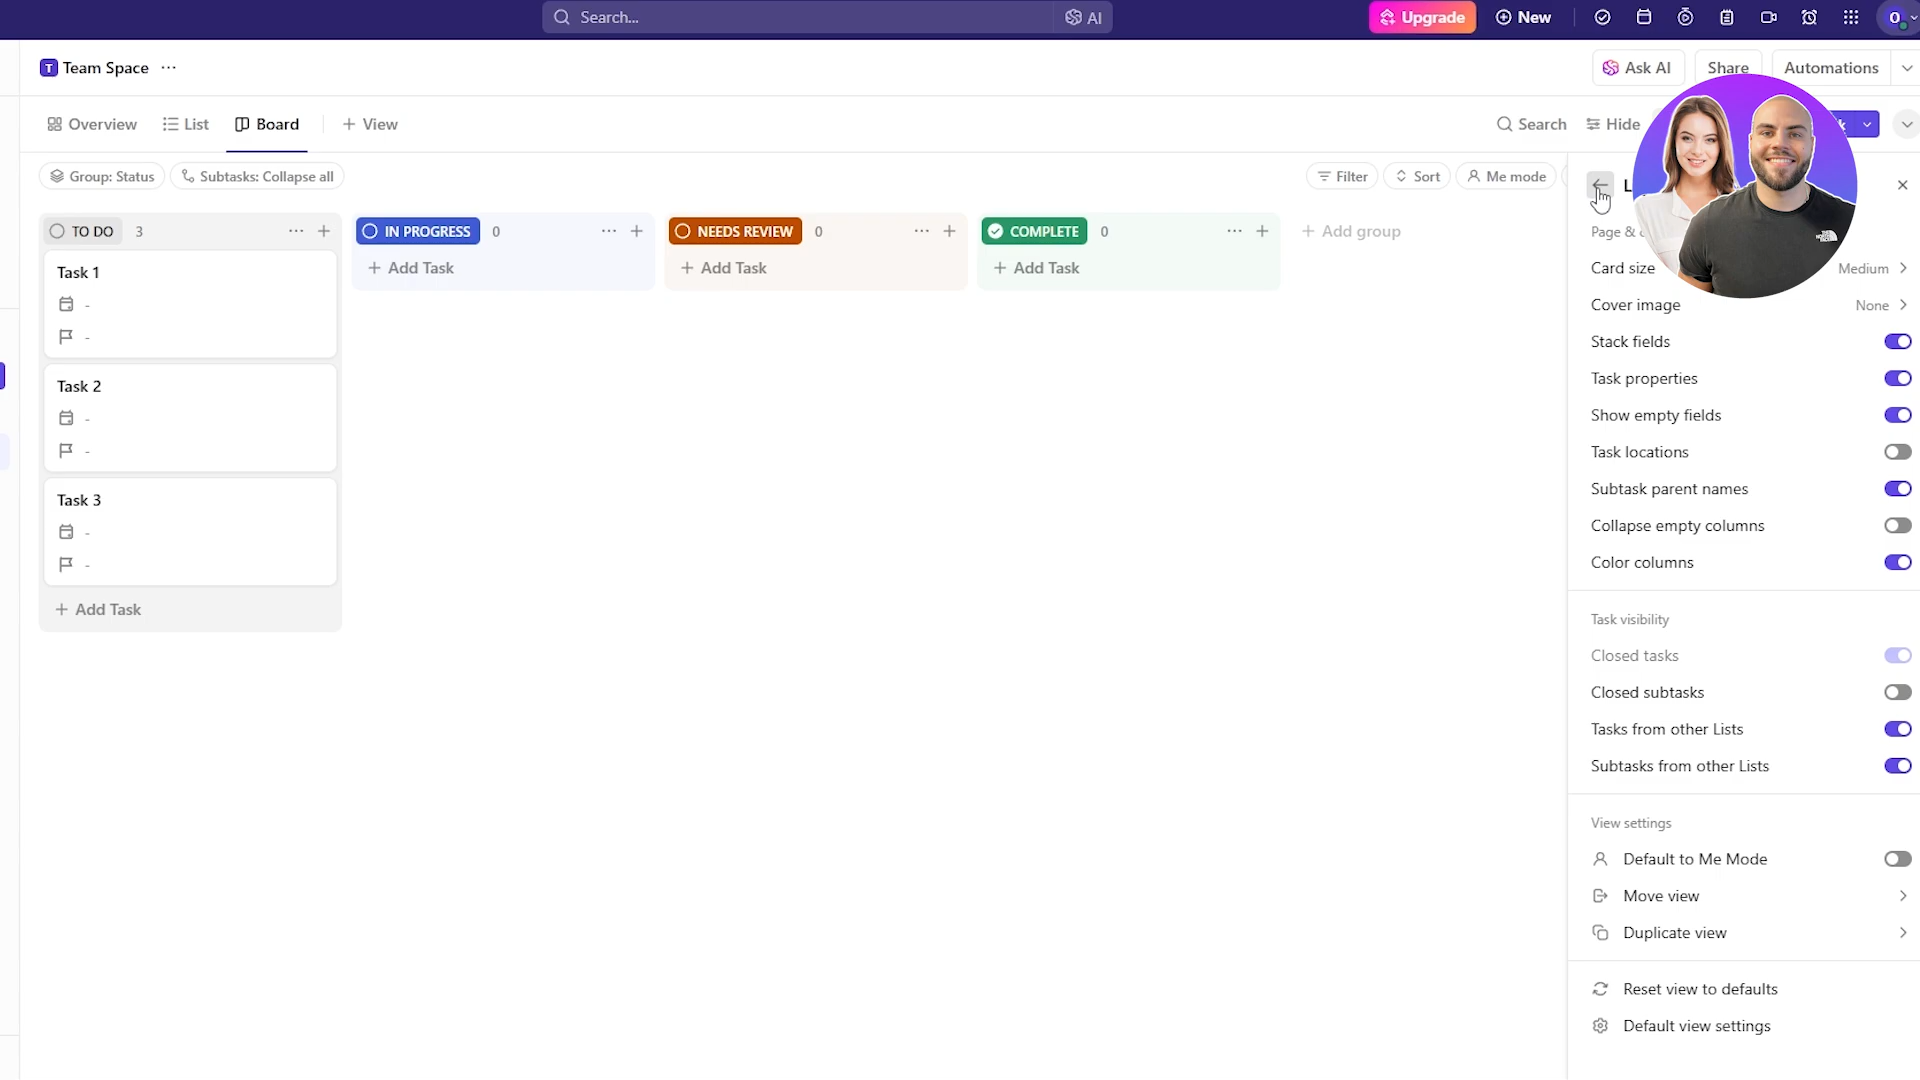 Search...
AI
Upgrade
New
O
T Team Space
Ask AI
Share
Automations
Overview
List
Board
View
Search
Hide
Group: Status
Subtasks: Collapse all
Filter
Sort
Me mode
TO DO 3
IN PROGRESS 0
NEEDS REVIEW 0
COMPLETE 0
Add group
Task 1
-
-
Task 2
-
-
Task 3
-
-
Add Task
Add Task
Add Task
Add Task
Page &
Card size Medium
Cover image None
Stack fields
Task properties
Show empty fields
Task locations
Subtask parent names
Collapse empty columns
Color columns
Task visibility
Closed tasks
Closed subtasks
Tasks from other Lists
Subtasks from other Lists
View settings
Default to Me Mode
Move view
Duplicate view
Reset view to defaults
Default view settings